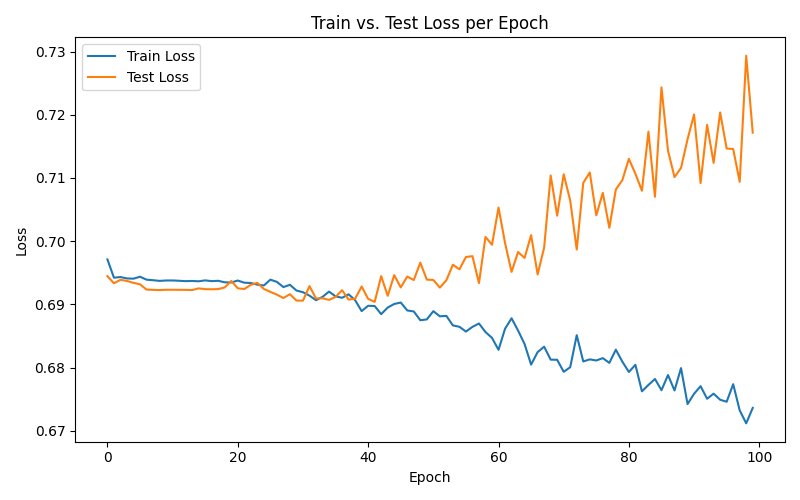 Train vs. Test Loss per Epoch
Train Loss
Test Loss
0.73
0.72
0.71
0.70
0.69
0.68
0.67
Loss
0 20 40 60 80 100
Epoch